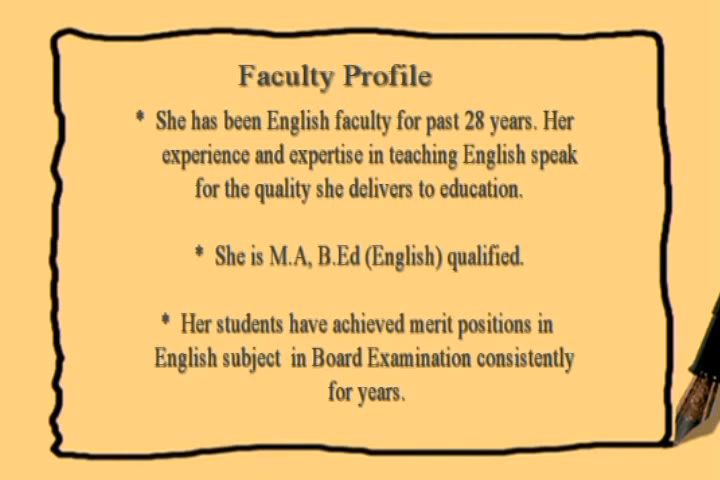 Faculty Profile
* She has been English faculty for past 28 years. Her
experience and expertise in teaching English speak
for the quality she delivers to education.
* She is M.A, B.Ed (English) qualified.
* Her students have achieved merit positions in
English subject in Board Examination consistently
for years.